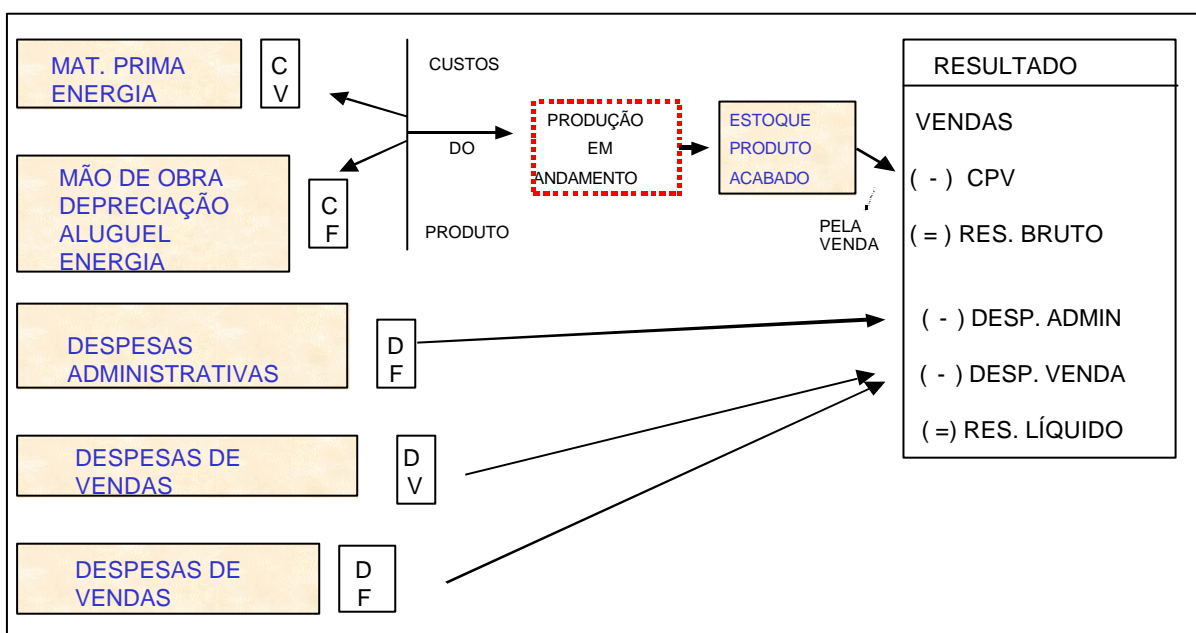 MAT. PRIMA
ENERGIA
C
V
MÃO DE OBRA
DEPRECIAÇÃO
ALUGUEL
ENERGIA
C
F
CUSTOS
DO
PRODUTO
PRODUÇÃO
EM
ANDAMENTO
ESTOQUE
PRODUTO
ACABADO
PELA
VENDA
DESPESAS
ADMINISTRATIVAS
D
F
DESPESAS DE
VENDAS
D
V
DESPESAS DE
VENDAS
D
F
RESULTADO
VENDAS
( - ) CPV
( = ) RES. BRUTO
( - ) DESP. ADMIN
( - ) DESP. VENDA
( =) RES. LÍQUIDO